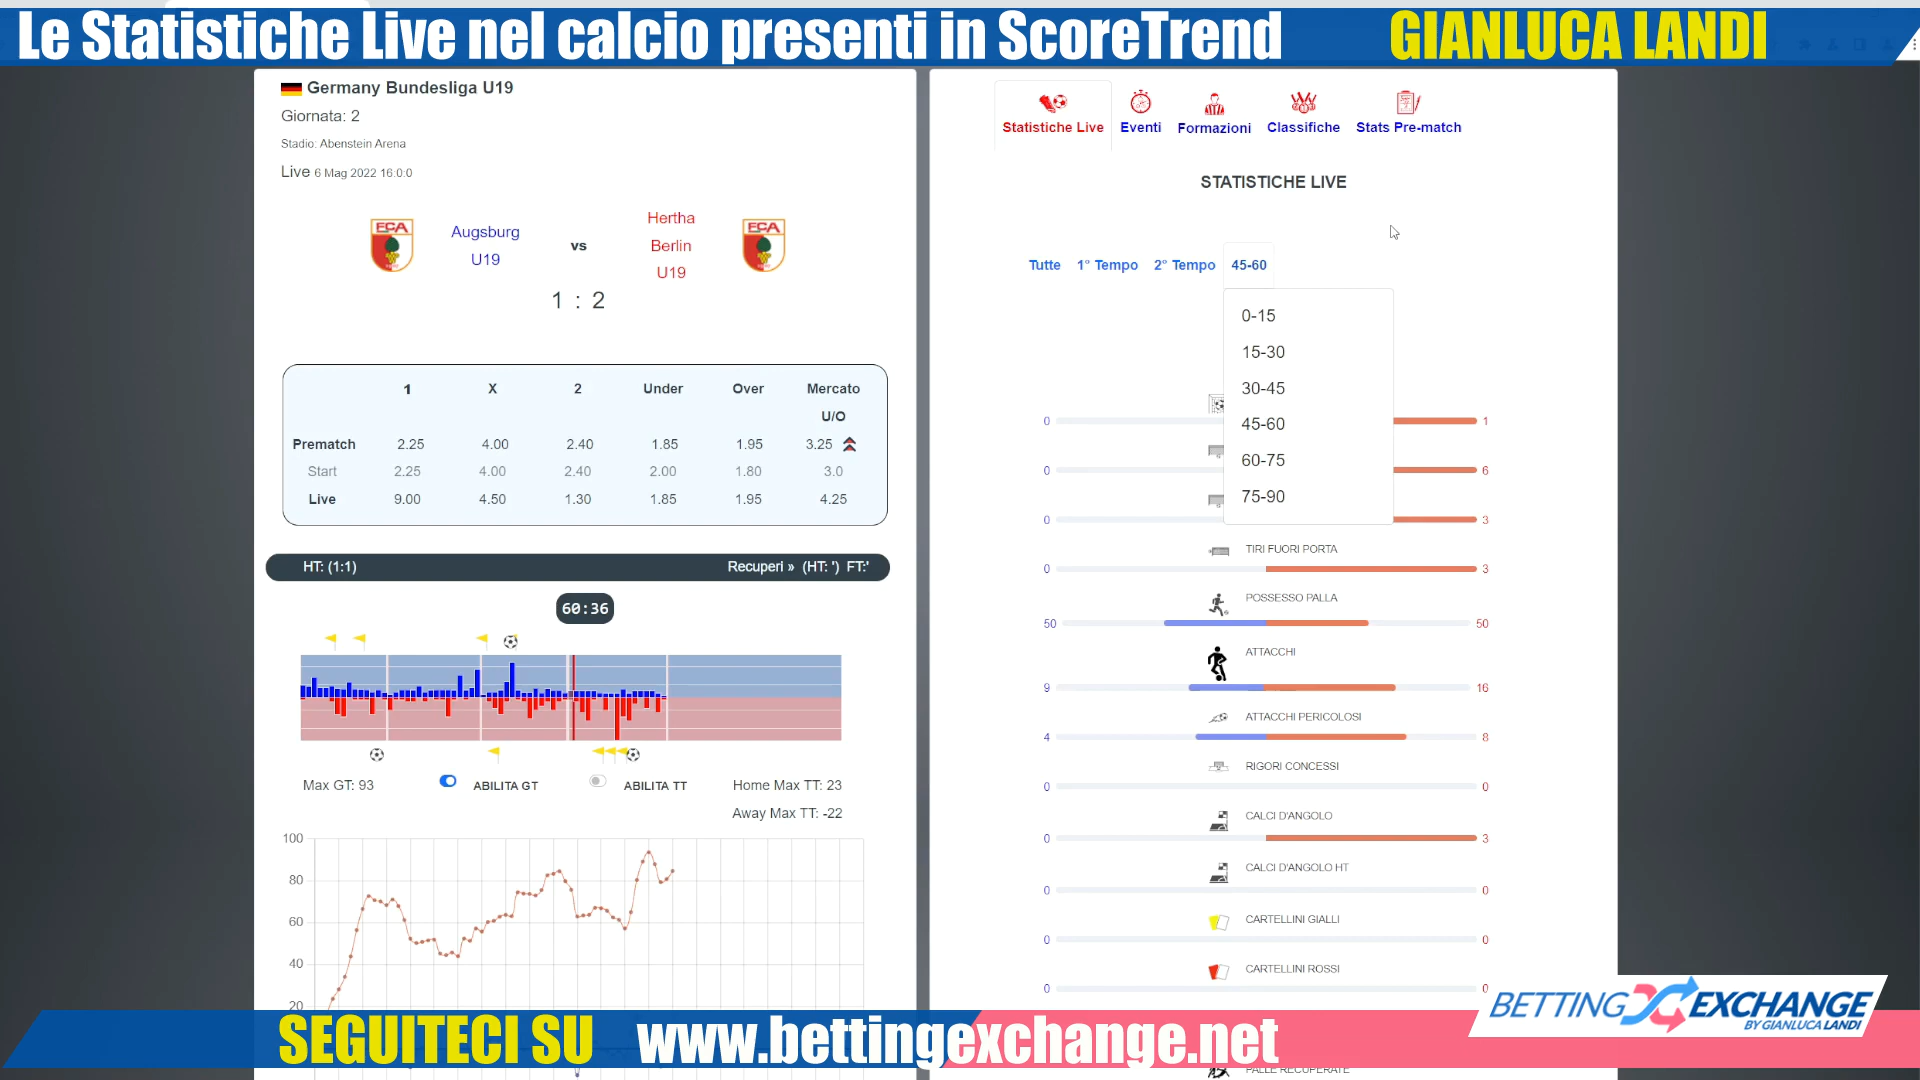 Le Statistiche Live nel calcio presenti in ScoreTrend
GIANLUCA LANDI
Germany Bundesliga U19
Giornata: 2
Stadio: Abenstein Arena
Live 6 Mag 2022 16.0:0
Augsburg
U19
vs
Hertha
Berlin
U19
1 : 2
1 X 2 Under Over Mercato
U/O
Prematch 2.25 4.00 2.40 1.85 1.95 3.25
Start 2.25 4.00 2.40 2.00 1.80 3.0
Live 9.00 4.50 1.30 1.85 1.95 4.25
HT: (1:1)
Recuperi » (HT: ') FT:'
60:36
Max GT: 93
ABILITA GT
ABILITA TT
Home Max TT: 23
Away Max TT: -22
100
80
60
40
20
Statistiche Live
Eventi
Formazioni
Classifiche
Stats Pre-match
STATISTICHE LIVE
Tutte 1° Tempo 2° Tempo 45-60
0-15
15-30
30-45
45-60
60-75
75-90
0 1
0 6
0 3
TIRI FUORI PORTA
0 3
POSSESSO PALLA
50 50
ATTACCHI
9 16
ATTACCHI PERICOLOSI
4 8
RIGORI CONCESSI
0 0
CALCI D'ANGOLO
0 3
CALCI D'ANGOLO HT
0 0
CARTELLINI GIALLI
0 0
CARTELLINI ROSSI
0 0
PALLE RECUPERATE
BETTING EXCHANGE
BY GIANLUCA LANDI
SEGUITECI SU www.bettingexchange.net